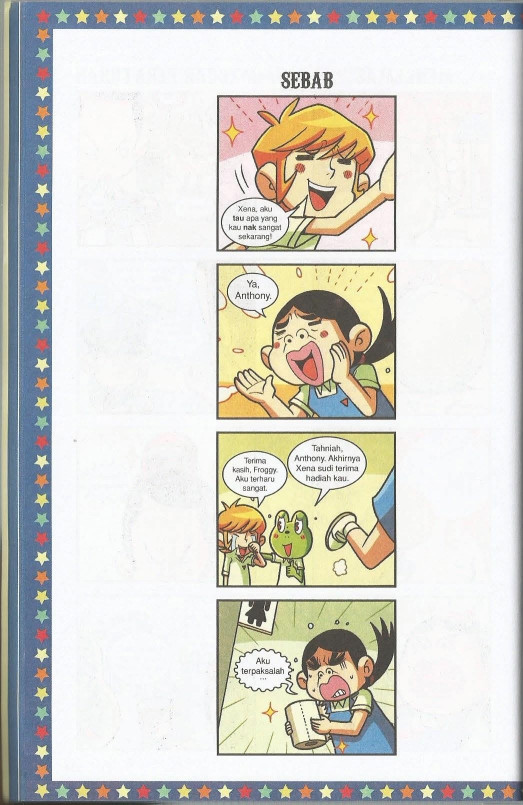 SEBAB
Xena, aku
tau apa yang
kau nak sangat
sekarang!
Ya,
Anthony.
Terima
kasih, Froggy.
Aku terharu
sangat.
Tahniah,
Anthony. Akhirnya
Xena sudi terima
hadiah kau.
Aku
terpaksalah
...